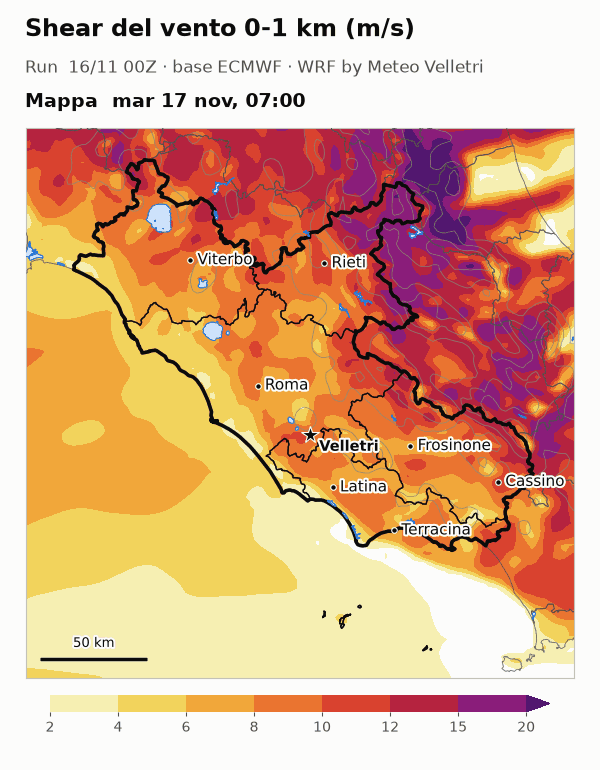 Shear del vento 0-1 km (m/s)
Run  16/11 00Z · base ECMWF · WRF by Meteo Velletri
Mappa  mar 17 nov, 07:00
Viterbo
Rieti
Roma
Velletri
Frosinone
Cassino
Latina
Terracina
50 km
2 4 6 8 10 12 15 20